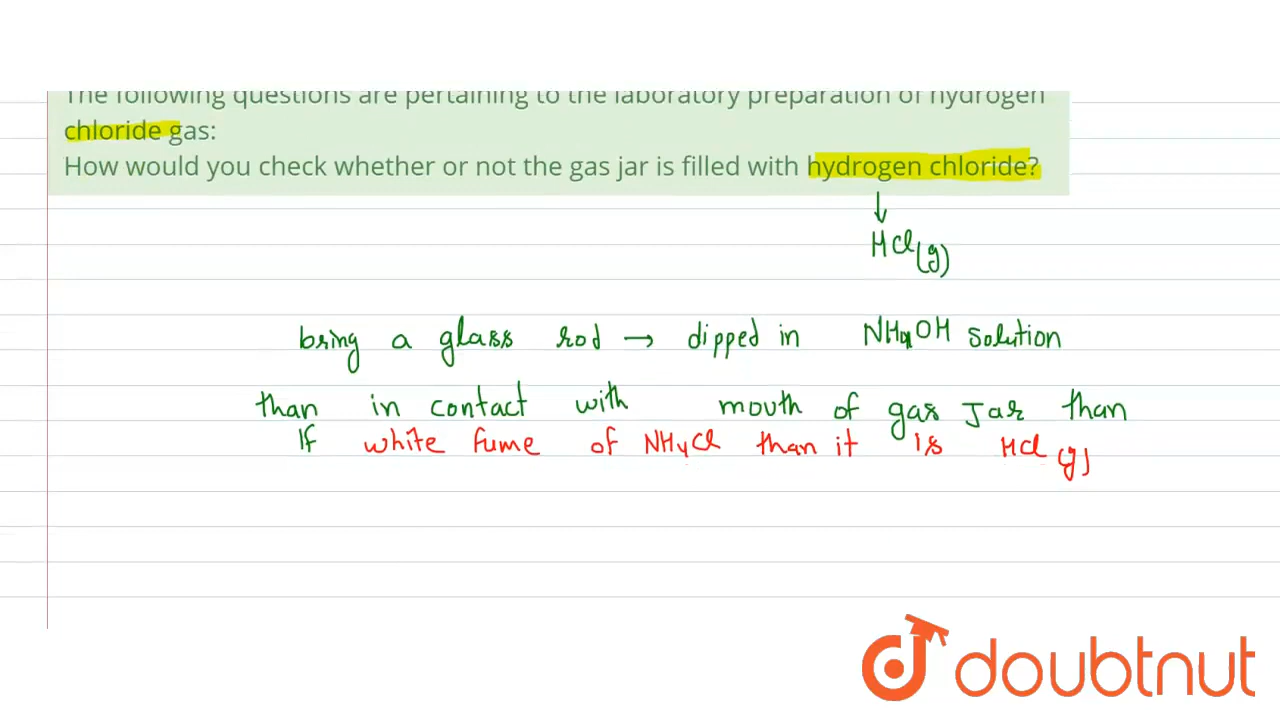 The following questions are pertaining to the laboratory preparation of hydrogen
chloride gas:
How would you check whether or not the gas jar is filled with hydrogen chloride?
HCl(g)
bring a glass rod → dipped in NH4OH solution
than in contact with mouth of gas Jar than
If white fume of NH4Cl than it is HCl (g)
doubtnut